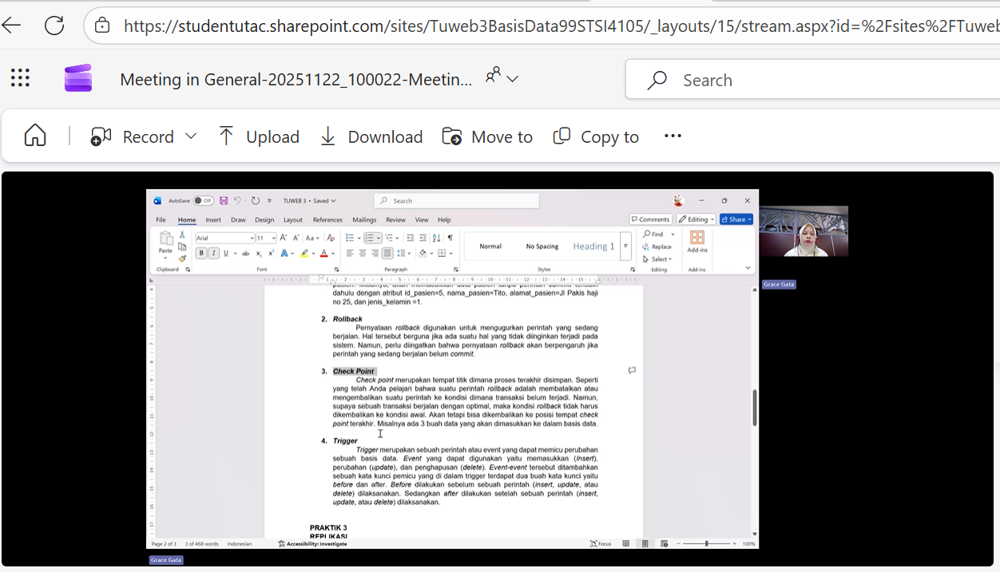 https://studentutac.sharepoint.com/sites/Tuweb3BasisData99STSI4105/_layouts/15/stream.aspx?id=%2Fsites%2FTuweb
Meeting in General-20251122_100022-Meetin...
Search
Record
Upload
Download
Move to
Copy to
AutoSave
Off
TUWEB 3 • Saved
Search
File
Home
Insert
Draw
Design
Layout
References
Mailings
Review
View
Help
Comments
Editing
Share
Paste
Clipboard
Arial
11
Font
Paragraph
Normal
No Spacing
Heading 1
Styles
Find
Replace
Select
Editing
Add-ins
Add-ins
dahulu dengan atribut id_pasien=5, nama_pasien=Tito, alamat_pasien=Jl Pakis haji
no 25, dan jenis_kelamin =1.
2. Rollback
Pernyataan rollback digunakan untuk mengugurkan perintah yang sedang
berjalan. Hal tersebut berguna jika ada suatu hal yang tidak diinginkan terjadi pada
sistem. Namun, perlu diingatkan bahwa pernyataan rollback akan berpengaruh jika
perintah yang sedang berjalan belum commit.
3. Check Point
Check point merupakan tempat titik dimana proses terakhir disimpan. Seperti
yang telah Anda pelajari bahwa suatu perintah rollback adalah membatalkan atau
mengembalikan suatu perintah ke kondisi dimana transaksi belum terjadi. Namun,
supaya sebuah transaksi berjalan dengan optimal, maka kondisi rollback tidak harus
dikembalikan ke kondisi awal. Akan tetapi bisa dikembalikan ke posisi tempat check
point terakhir. Misalnya ada 3 buah data yang akan dimasukkan ke dalam basis data.
4. Trigger
Trigger merupakan sebuah perintah atau event yang dapat memicu perubahan
sebuah basis data. Event yang dapat digunakan yaitu memasukkan (Insert),
perubahan (update), dan penghapusan (delete). Event-event tersebut ditambahkan
sebuah kata kunci pemicu yang di dalam trigger terdapat dua buah kata kunci yaitu
before dan after. Before dilakukan sebelum sebuah perintah (insert, update, atau
delete) dilaksanakan. Sedangkan after dilakukan setelah sebuah perintah (insert,
update, atau delete) dilaksanakan.
PRAKTIK 3
REPLIKASI
Page 2 of 3
3 of 468 words
Indonesian
Accessibility: Investigate
Focus
100%
Grace Gata
Grace Gata